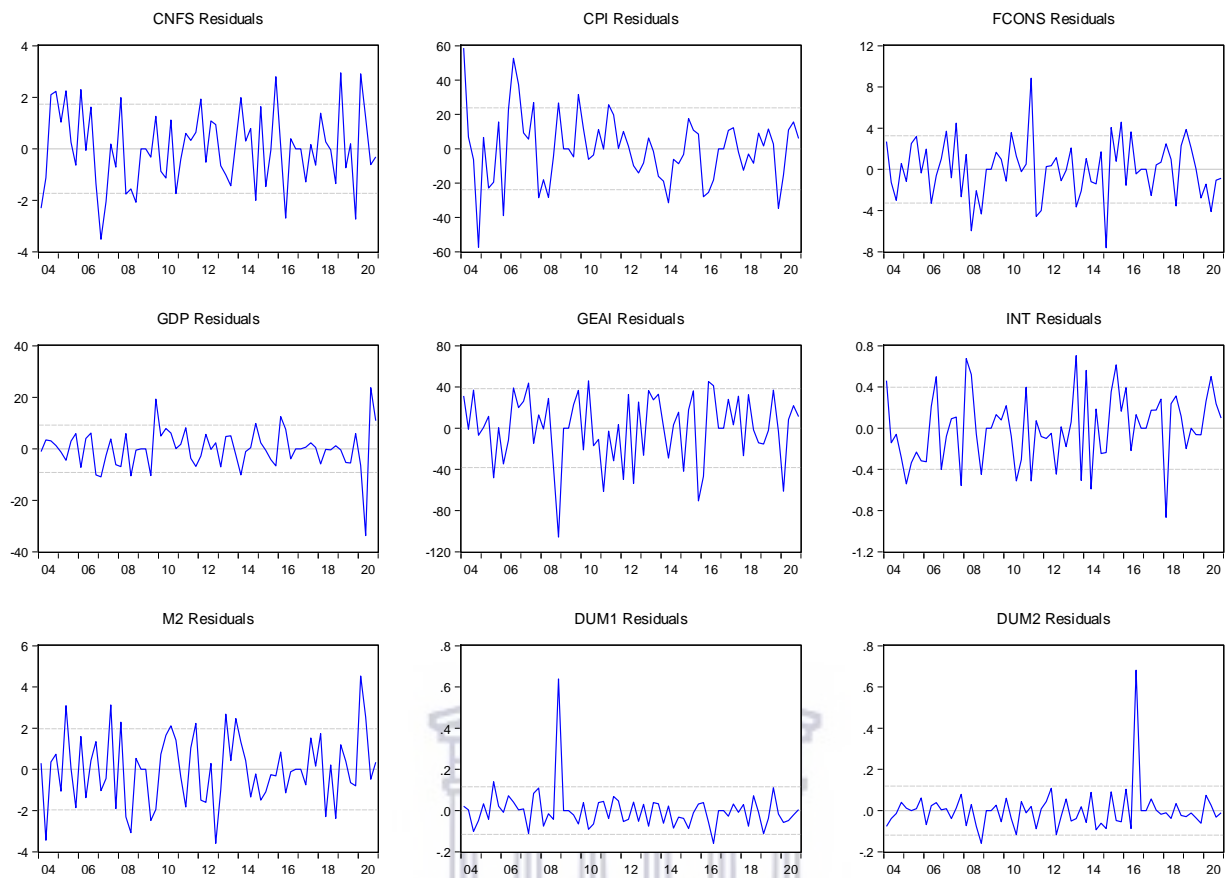 CNFS Residuals
4
2
0
-2
-4
04 06 08 10 12 14 16 18 20
CPI Residuals
60
40
20
0
-20
-40
-60
04 06 08 10 12 14 16 18 20
FCONS Residuals
12
8
4
0
-4
-8
04 06 08 10 12 14 16 18 20
GDP Residuals
40
20
0
-20
-40
04 06 08 10 12 14 16 18 20
GEAI Residuals
80
40
0
-40
-80
-120
04 06 08 10 12 14 16 18 20
INT Residuals
0.8
0.4
0.0
-0.4
-0.8
-1.2
04 06 08 10 12 14 16 18 20
M2 Residuals
6
4
2
0
-2
-4
04 06 08 10 12 14 16 18 20
DUM1 Residuals
.8
.6
.4
.2
.0
-.2
04 06 08 10 12 14 16 18 20
DUM2 Residuals
.8
.6
.4
.2
.0
-.2
04 06 08 10 12 14 16 18 20